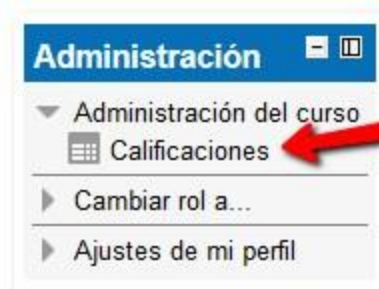 Administración
Administración del curso
Calificaciones
Cambiar rol a...
Ajustes de mi perfil